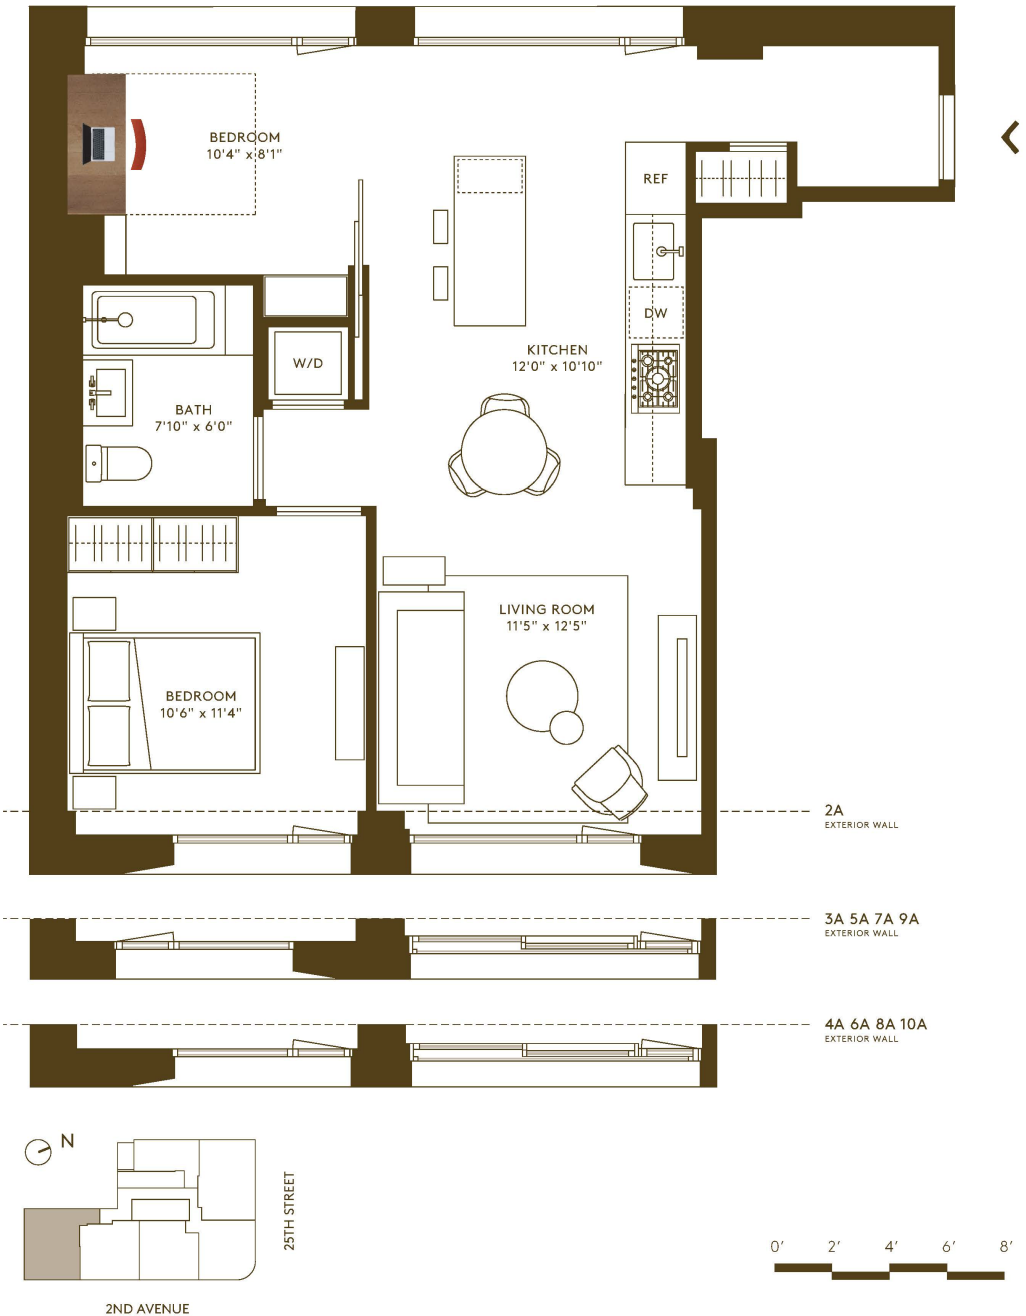 BEDROOM
10'4" x 8'1"
REF
DW
KITCHEN
12'0" x 10'10"
W/D
BATH
7'10" x 6'0"
LIVING ROOM
11'5" x 12'5"
BEDROOM
10'6" x 11'4"
2A
EXTERIOR WALL
3A 5A 7A 9A
EXTERIOR WALL
4A 6A 8A 10A
EXTERIOR WALL
N
25TH STREET
2ND AVENUE
0' 2' 4' 6' 8'